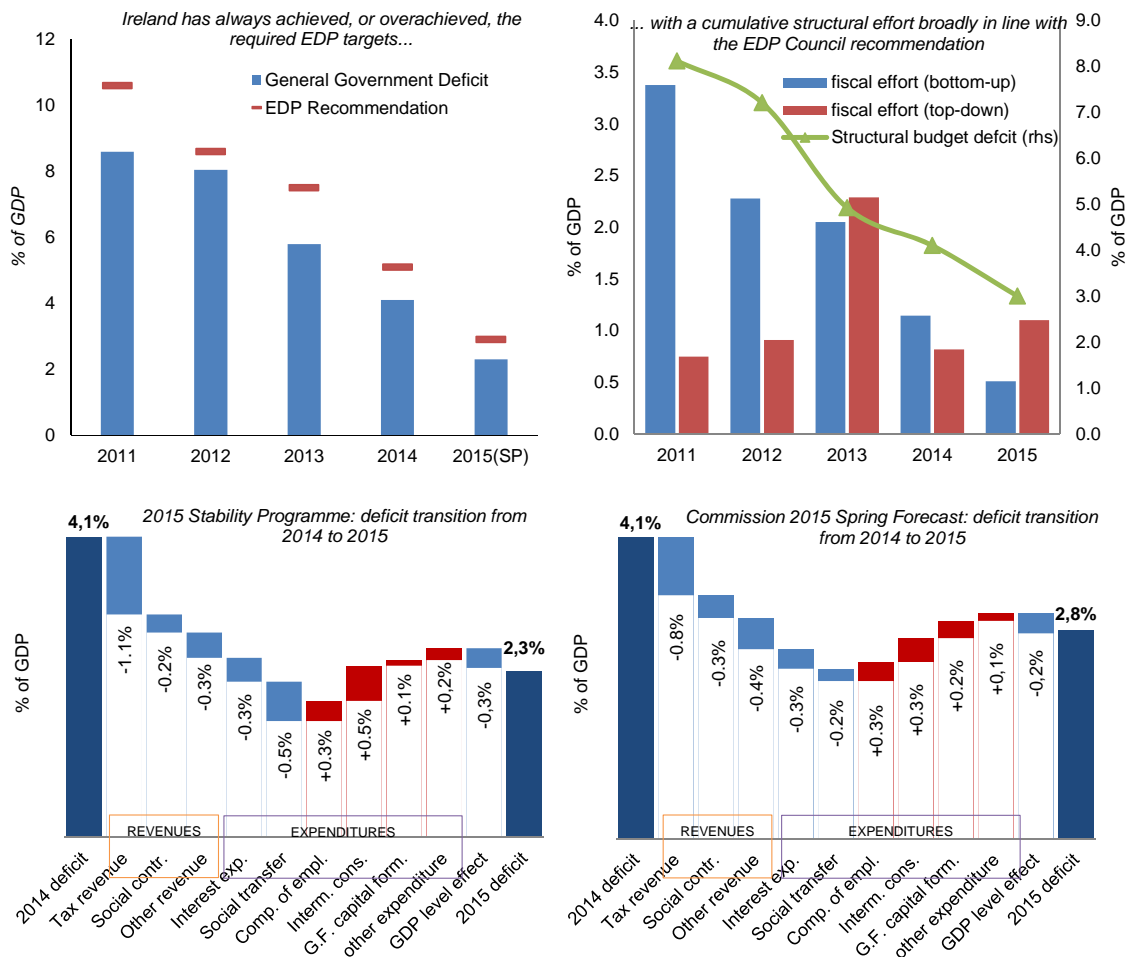 Ireland has always achieved, or overachieved, the
required EDP targets...
12
10
8
6
4
2
0
% of GDP
General Government Deficit
EDP Recommendation
2011
2012
2013
2014
2015(SP)
... with a cumulative structural effort broadly in line with
the EDP Council recommendation
4.0
3.5
3.0
2.5
2.0
1.5
1.0
0.5
0.0
% of GDP
fiscal effort (bottom-up)
fiscal effort (top-down)
Structural budget defcit (rhs)
9.0
8.0
7.0
6.0
5.0
4.0
3.0
2.0
1.0
0.0
% of GDP
2011
2012
2013
2014
2015
2015 Stability Programme: deficit transition from
2014 to 2015
% of GDP
4,1%
-1.1%
-0.2%
-0.3%
-0.3%
-0.5%
+0.3%
+0.5%
+0.1%
+0,2%
-0,3%
2,3%
REVENUES
EXPENDITURES
2014 deficit
Tax revenue
Social contr.
Other revenue
Interest exp.
Social transfer
Comp. of empl.
Interm. cons.
G.F. capital form.
other expenditure
GDP level effect
2015 deficit
Commission 2015 Spring Forecast: deficit transition
from 2014 to 2015
% of GDP
4,1%
-0.8%
-0.3%
-0.4%
-0.3%
-0.2%
+0.3%
+0.3%
+0.2%
+0,1%
-0,2%
2,8%
REVENUES
EXPENDITURES
2014 deficit
Tax revenue
Social contr.
Other revenue
Interest exp.
Social transfer
Comp. of empl.
Interm. cons.
G.F. capital form.
other expenditure
GDP level effect
2015 deficit